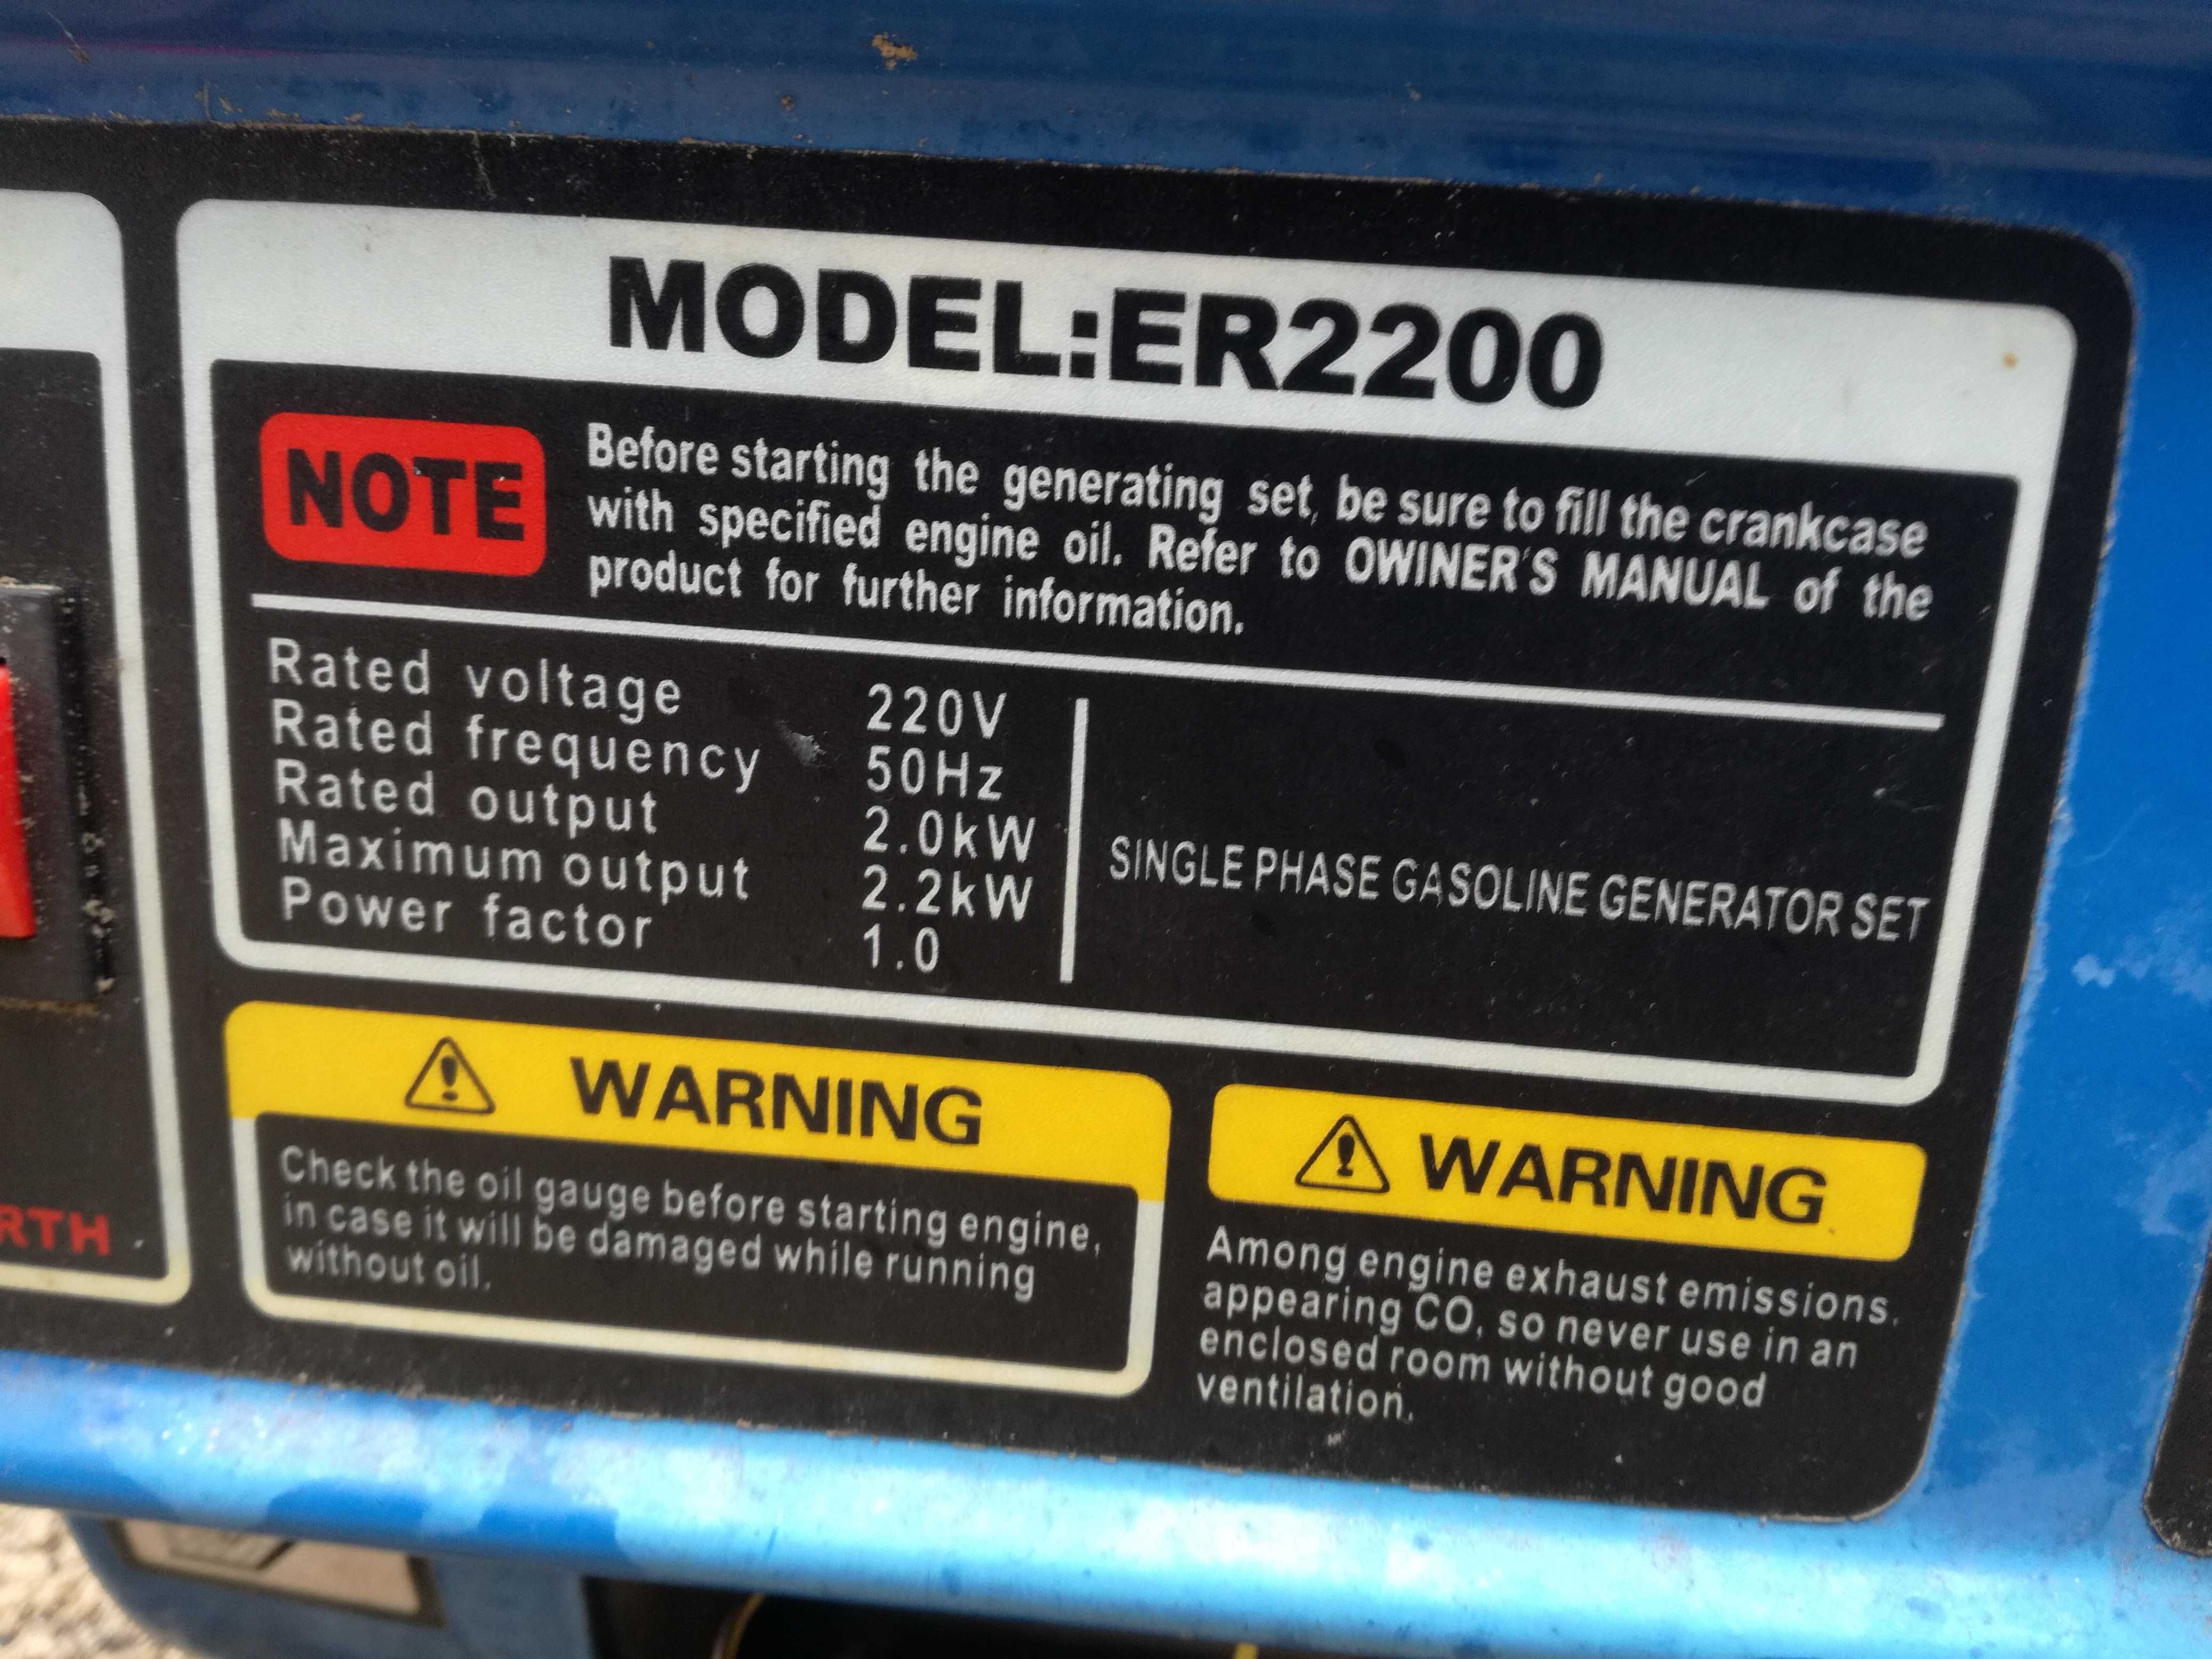 MODEL:ER2200
NOTE
Before starting the generating set, be sure to fill the crankcase
with specified engine oil. Refer to OWINER'S MANUAL of the
product for further information.
Rated voltage 220V
Rated frequency 50Hz
Rated output 2.0kW
Maximum output 2.2kW
Power factor 1.0
SINGLE PHASE GASOLINE GENERATOR SET
WARNING
Check the oil gauge before starting engine,
in case it will be damaged while running
without oil.
WARNING
Among engine exhaust emissions.
appearing CO, so never use in an
enclosed room without good
ventilation.
RTH